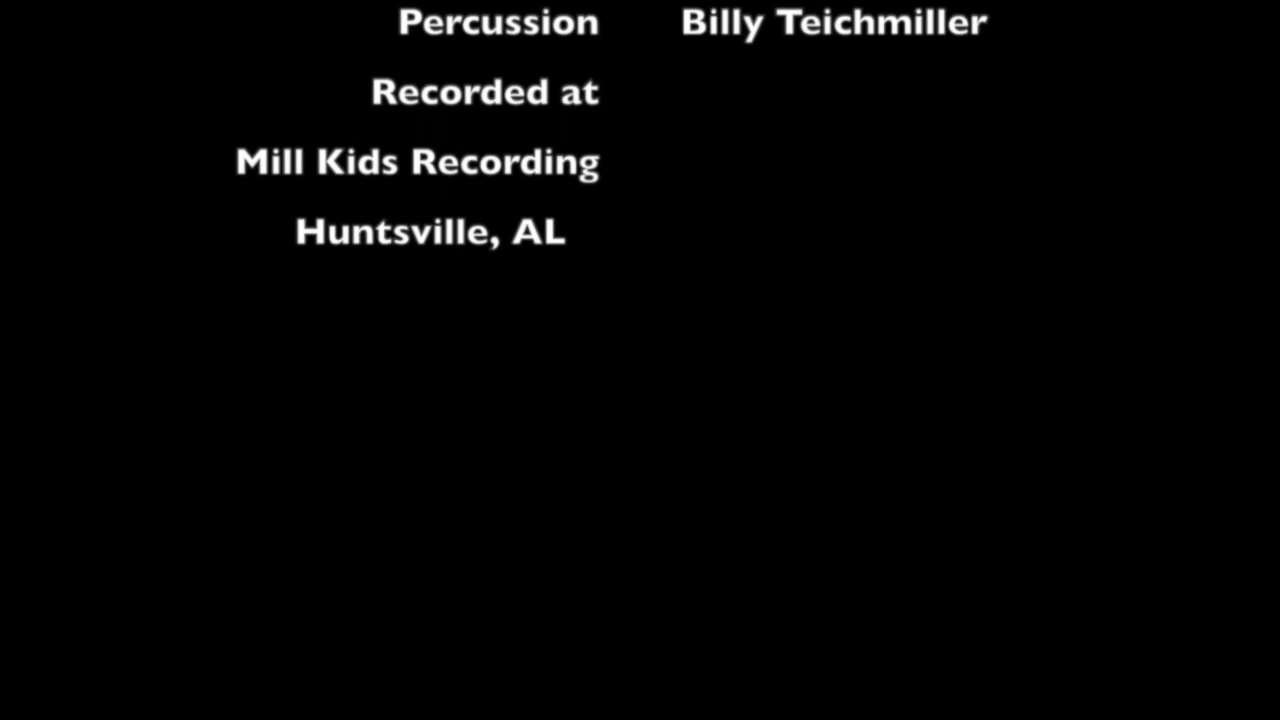 Percussion Billy Teichmiller
Recorded at
Mill Kids Recording
Huntsville, AL